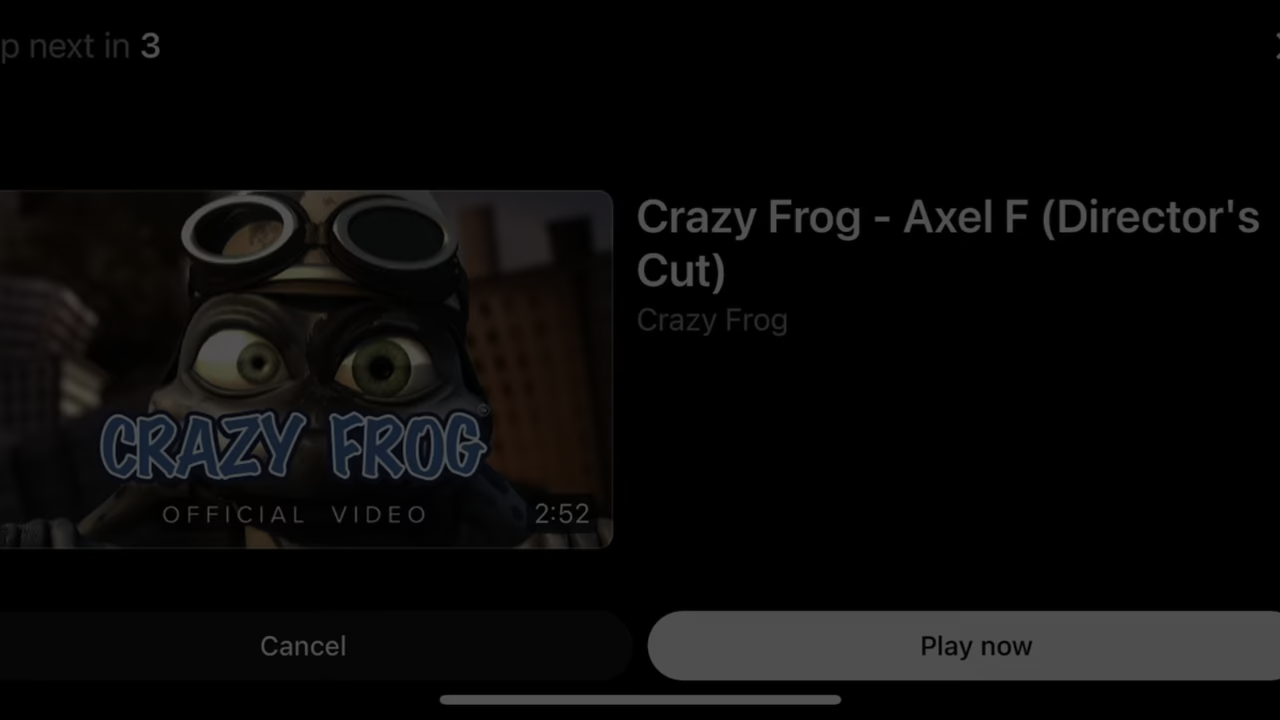 p next in 3
Crazy Frog - Axel F (Director's
Cut)
Crazy Frog
CRAZY FROG®
OFFICIAL VIDEO
2:52
Cancel
Play now